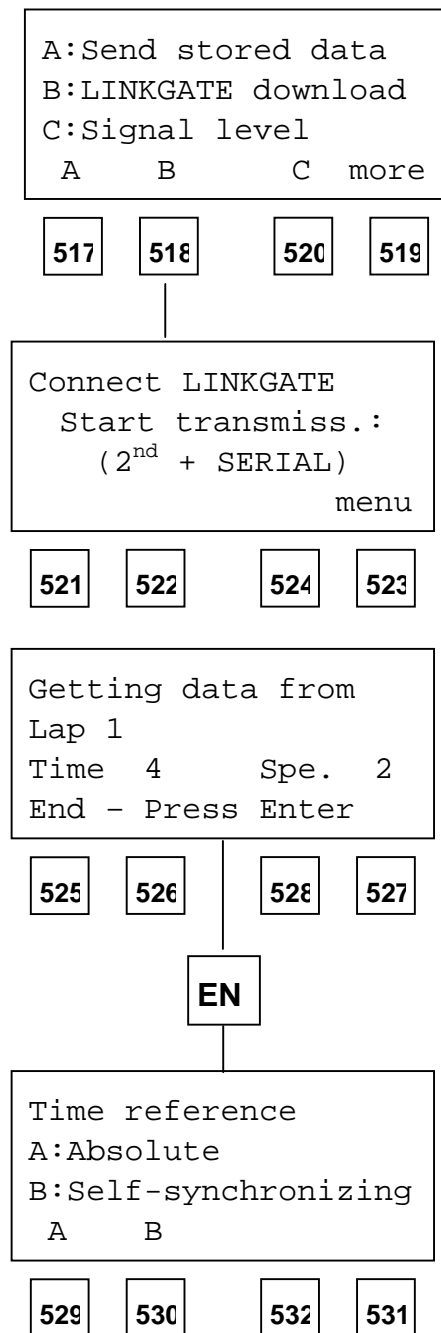 A:Send stored data
B:LINKGATE download
C:Signal level
A B C more
517 518 520 519
Connect LINKGATE
Start transmiss.:
(2nd + SERIAL)
menu
521 522 524 523
Getting data from
Lap 1
Time 4 Spe. 2
End – Press Enter
525 526 528 527
EN
Time reference
A:Absolute
B:Self-synchronizing
A B
529 530 532 531